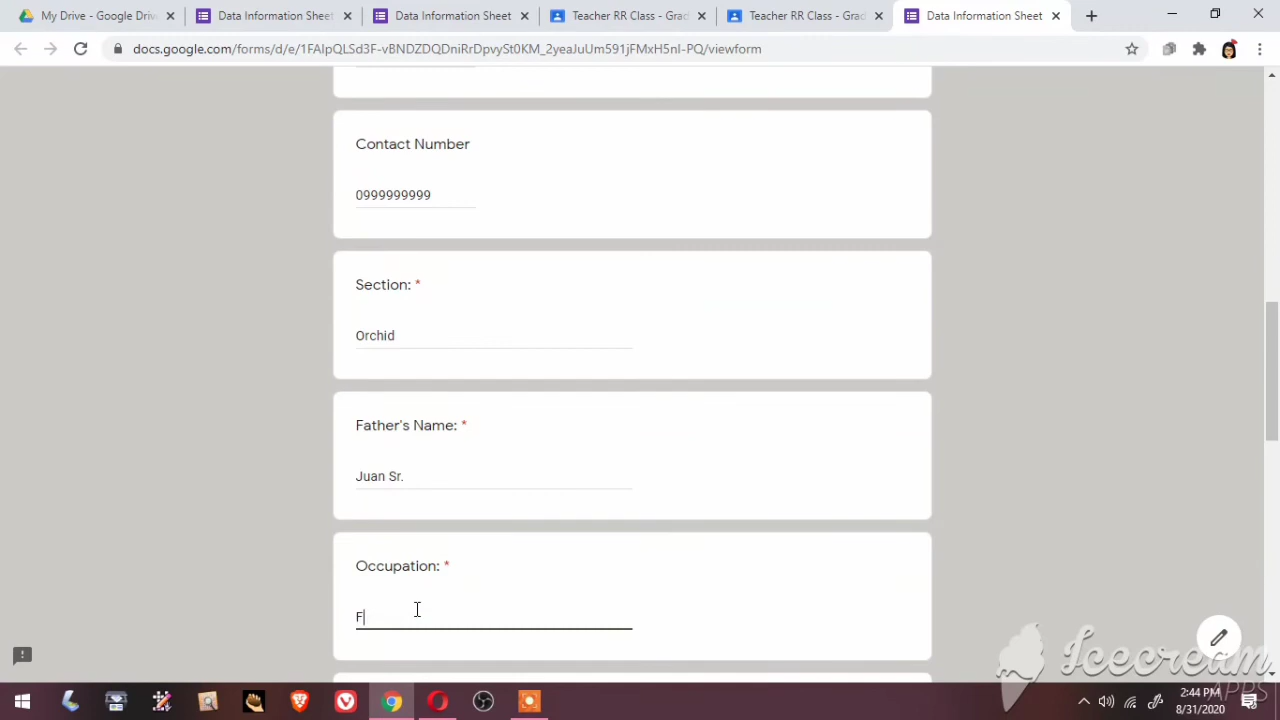 My Drive - Google Driv
Data Information Sheet
Data Information Sheet
Teacher RR Class - Grad
Teacher RR Class - Grad
Data Information Sheet
docs.google.com/forms/d/e/1FAIpQLSd3F-vBNDZDQDniRrDpvySt0KM_2yeaJuUm591jFMxH5nI-PQ/viewform
Contact Number
0999999999
Section: *
Orchid
Father's Name: *
Juan Sr.
Occupation: *
F
Icecream
APPS
2:44 PM
8/31/2020